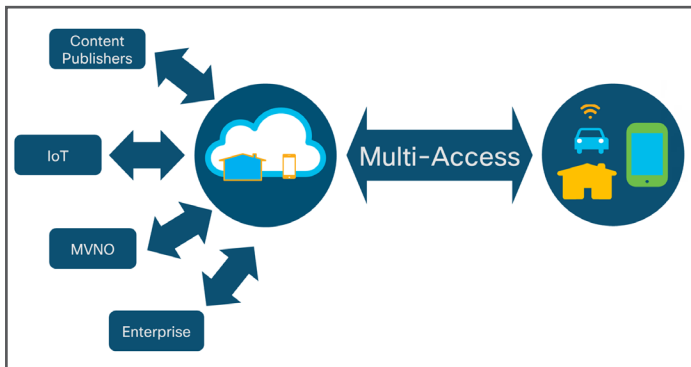 Content
Publishers
IoT
Multi-Access
MVNO
Enterprise